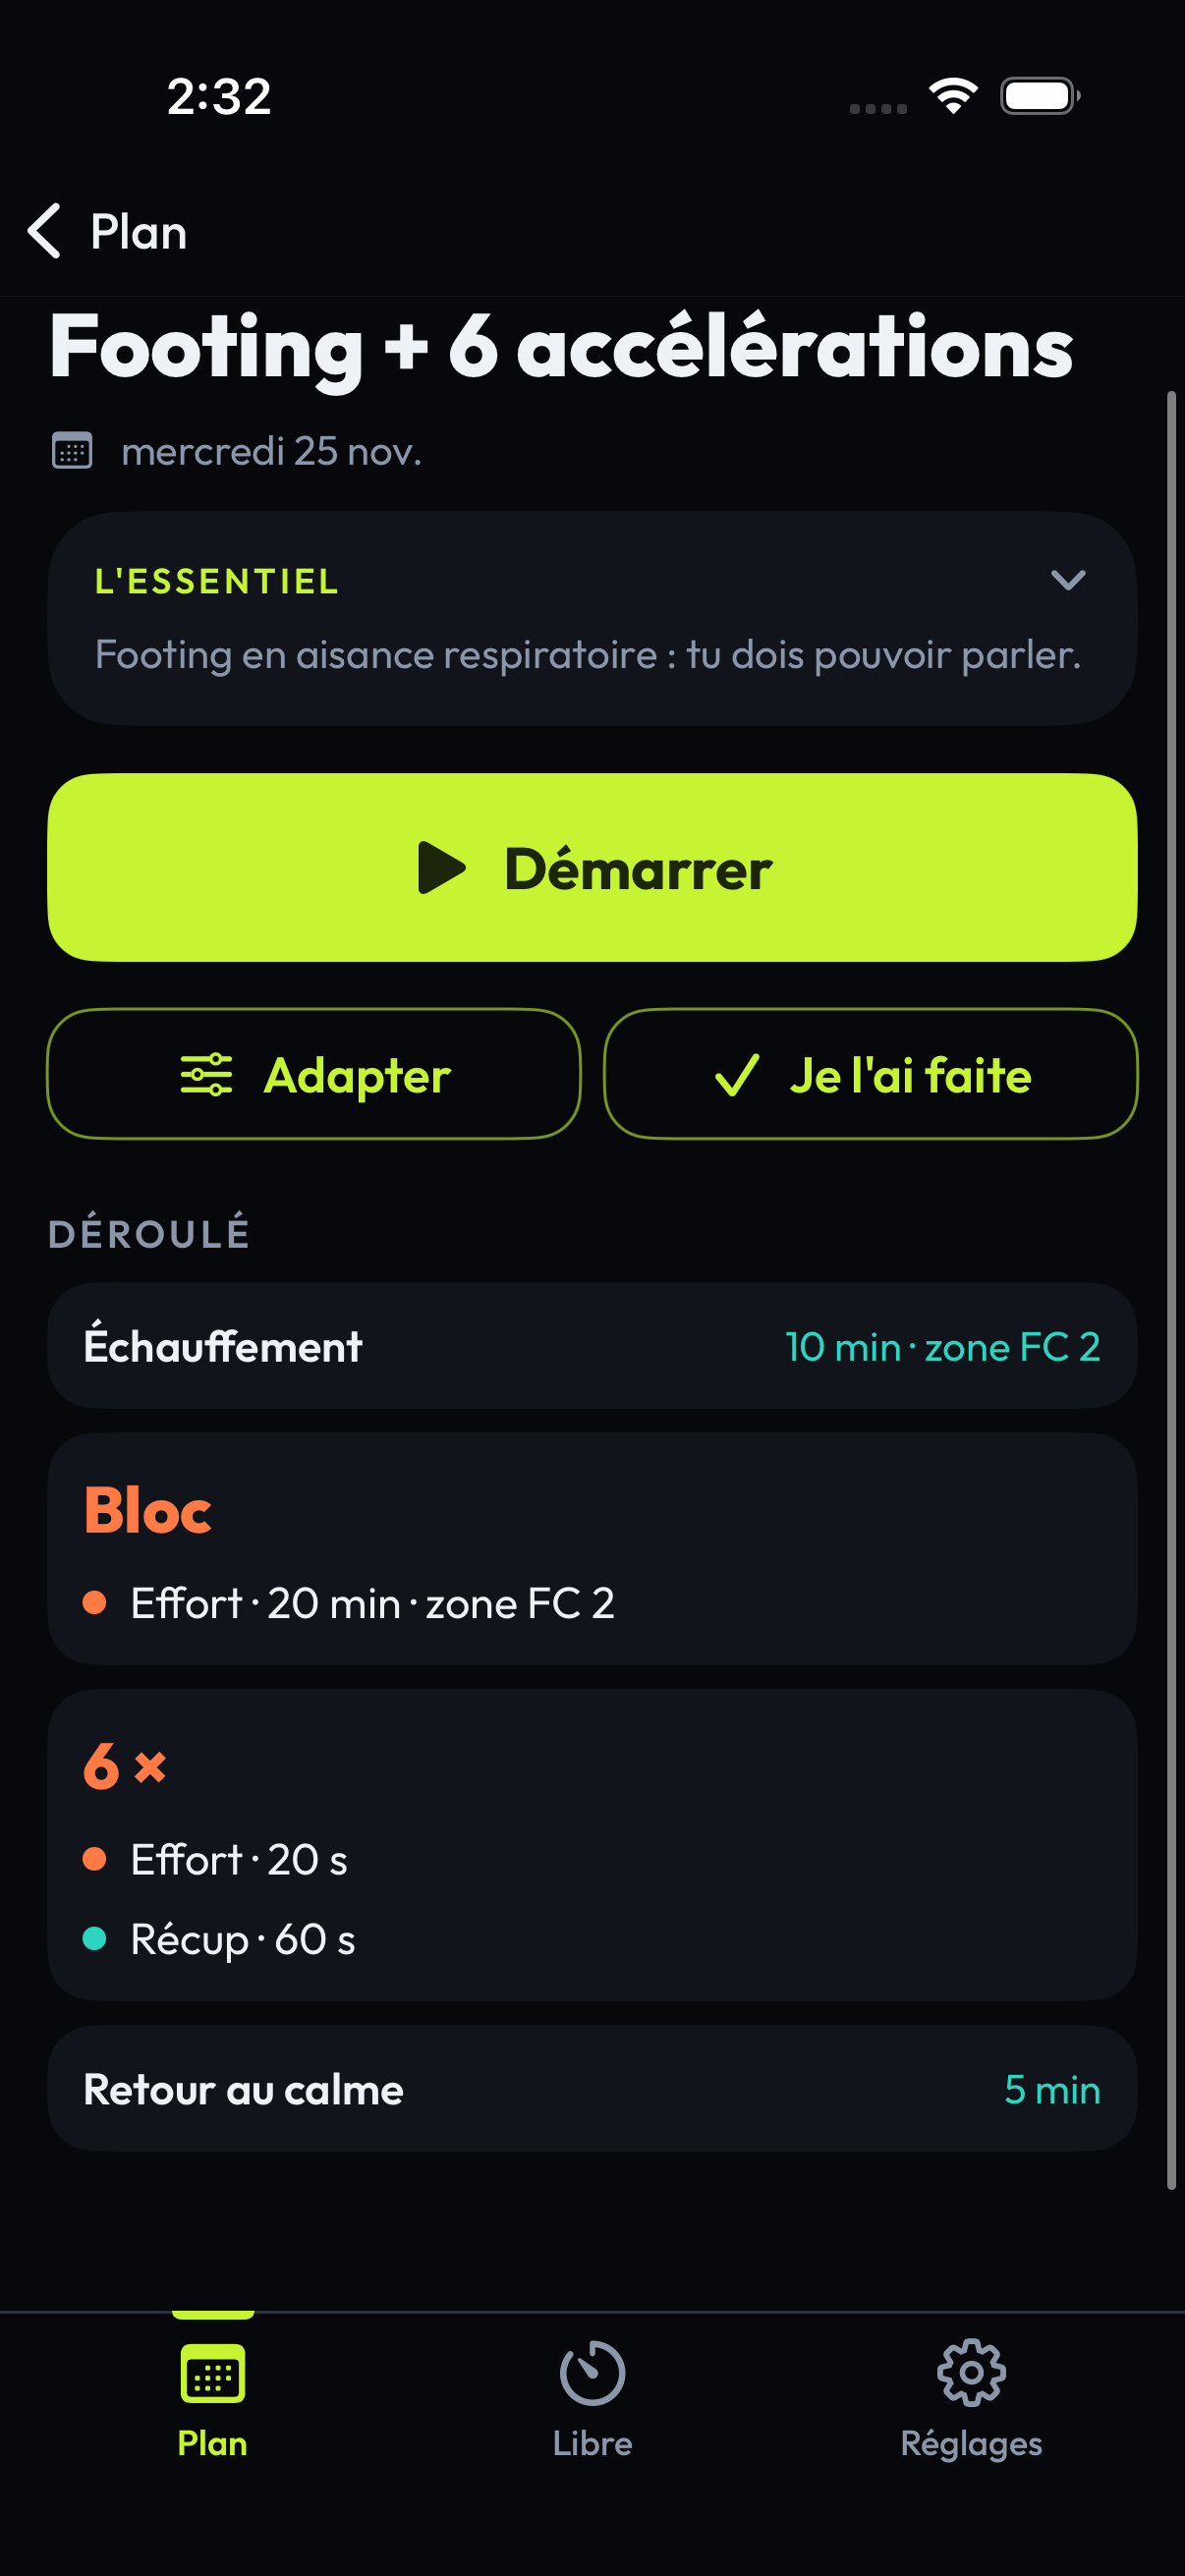 2:32
Plan
Footing + 6 accélérations
mercredi 25 nov.
L'ESSENTIEL
Footing en aisance respiratoire : tu dois pouvoir parler.
Démarrer
Adapter
Je l'ai faite
DÉROULÉ
Échauffement
10 min · zone FC 2
Bloc
Effort · 20 min · zone FC 2
6 ×
Effort · 20 s
Récup · 60 s
Retour au calme
5 min
Plan
Libre
Réglages